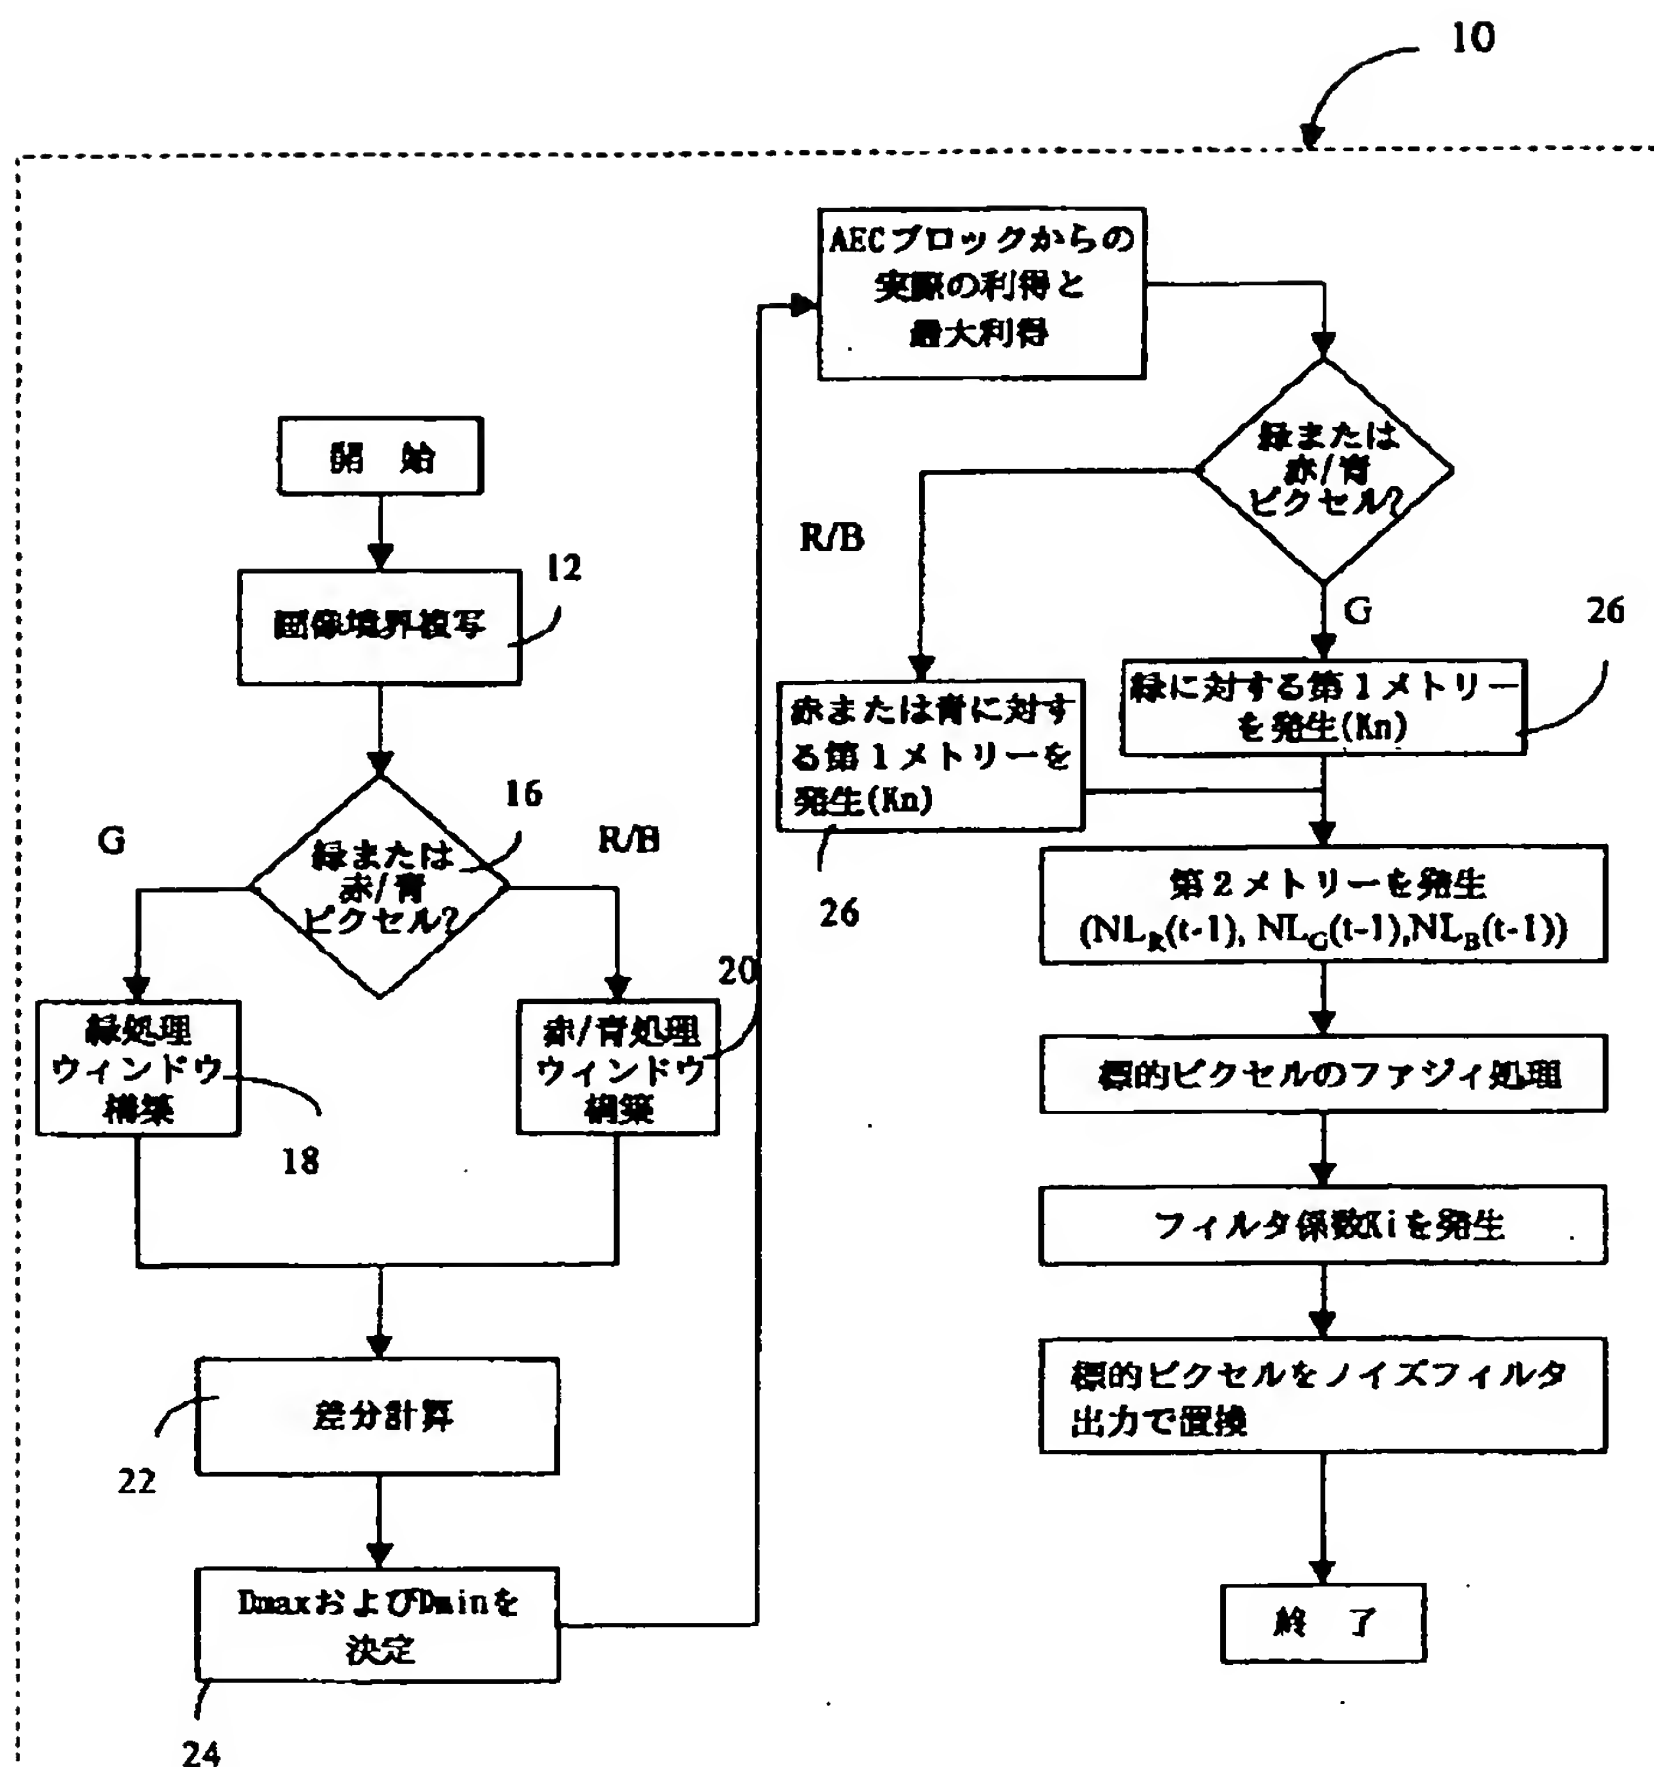 10
開 始
12
画像境界複写
16
G
R/B
緑または
赤/青
ピクセル?
20
緑処理
ウィンドウ
構築
18
赤/青処理
ウィンドウ
構築
22
差分計算
DmaxおよびDminを
決定
24
AECブロックからの
実際の利得と
最大利得
緑または
赤/青
ピクセル?
R/B
G
26
赤または青に対す
る第1メトリーを
発生(Kn)
26
緑に対する第1メトリー
を発生(Kn)
第2メトリーを発生
(NL_R(t-1), NL_G(t-1),NL_B(t-1))
標的ピクセルのファジィ処理
フィルタ係数Kiを発生
標的ピクセルをノイズフィルタ
出力で置換
終 了